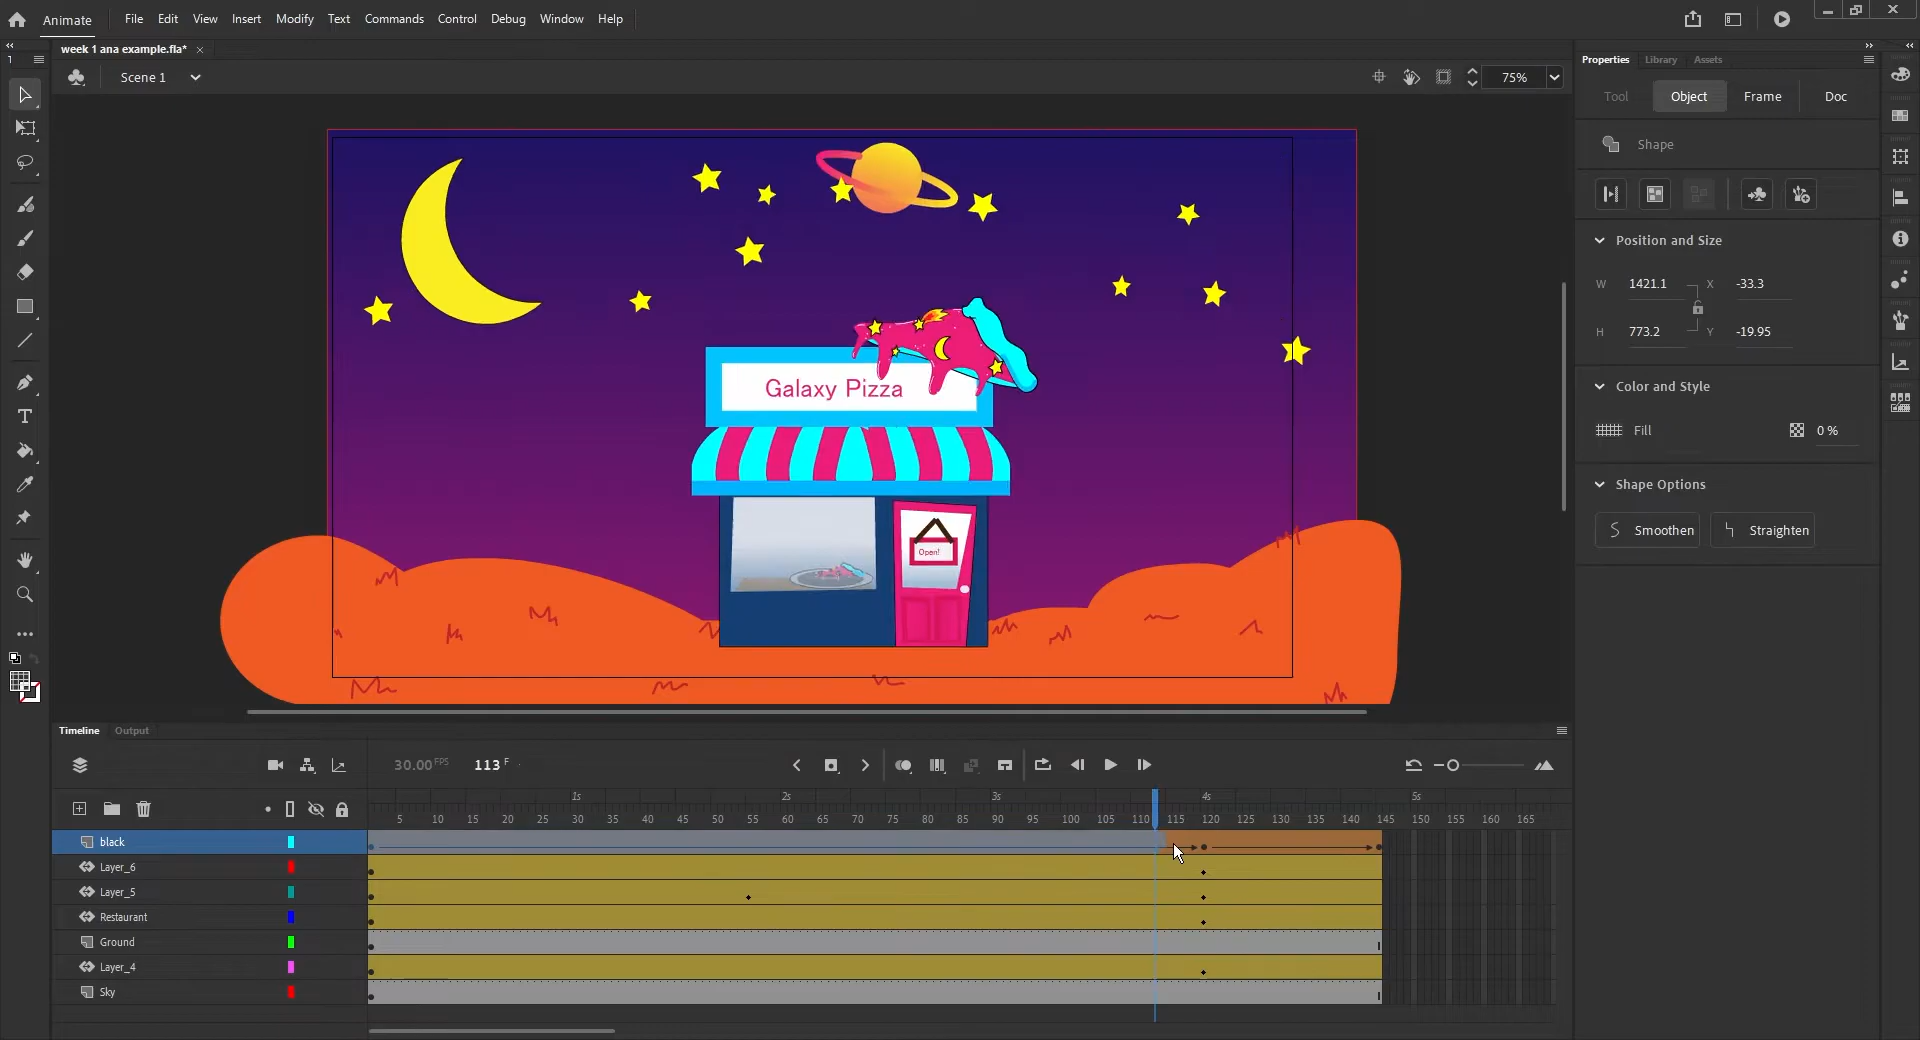 Animate File Edit View Insert Modify Text Commands Control Debug Window Help
week 1 ana example.fla* ×
Scene 1 75%
Properties Library Assets
Tool Object Frame Doc
Shape
Position and Size
W 1421.1 X -33.3
H 773.2 Y -19.95
Color and Style
Fill 0 %
Shape Options
Smoothen Straighten
Galaxy Pizza
Open!
Timeline Output
30.00 FPS 113 F
1s 2s 3s 4s 5s
5 10 15 20 25 30 35 40 45 50 55 60 65 70 75 80 85 90 95 100 105 110 115 120 125 130 135 140 145 150 155 160 165
black
Layer_6
Layer_5
Restaurant
Ground
Layer_4
Sky